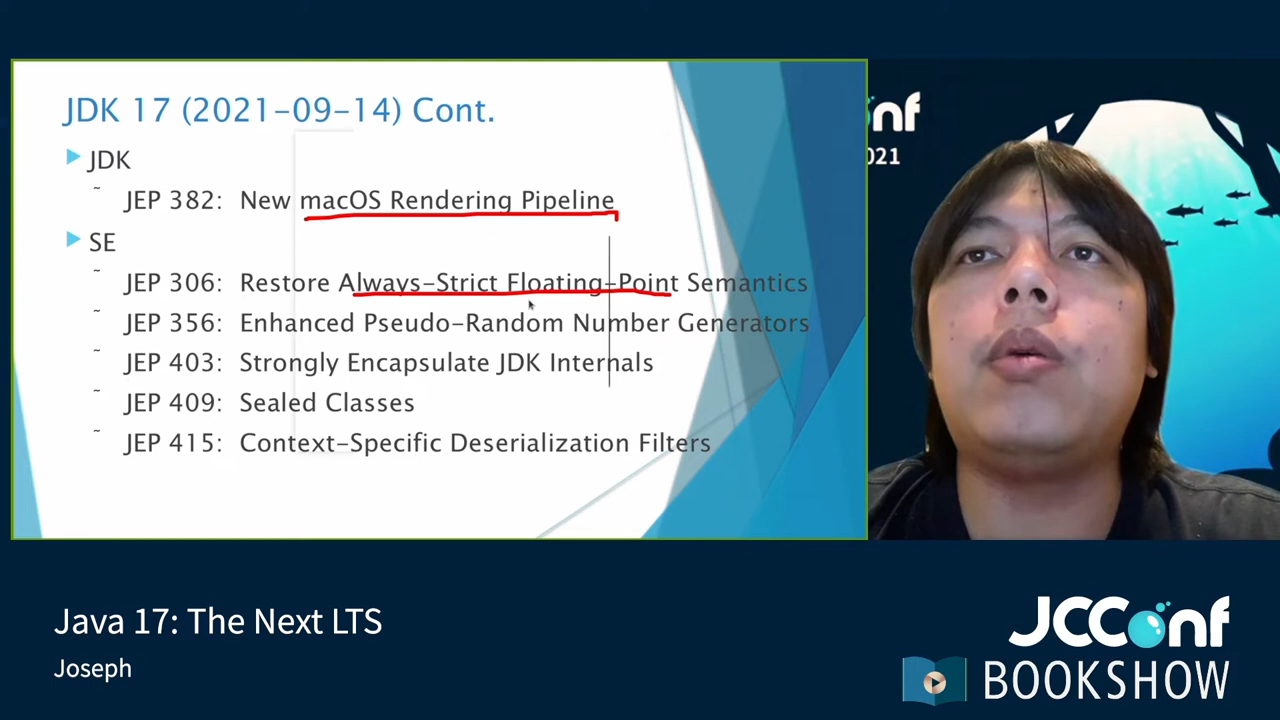 JDK 17 (2021-09-14) Cont.
JDK
JEP 382: New macOS Rendering Pipeline
SE
JEP 306: Restore Always-Strict Floating-Point Semantics
JEP 356: Enhanced Pseudo-Random Number Generators
JEP 403: Strongly Encapsulate JDK Internals
JEP 409: Sealed Classes
JEP 415: Context-Specific Deserialization Filters
onf
021
Java 17: The Next LTS
Joseph
JCConf
BOOKSHOW